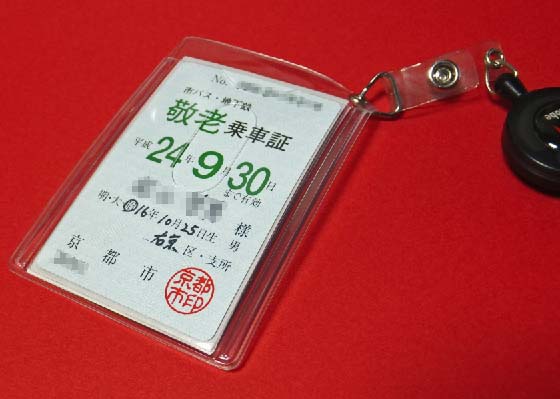 No.
市バス・地下鉄
敬老乗車証
平成24年9月30日
まで有効
様
明・大・昭16年10月25日生 男
右京区・支所
京都市
京都
市印